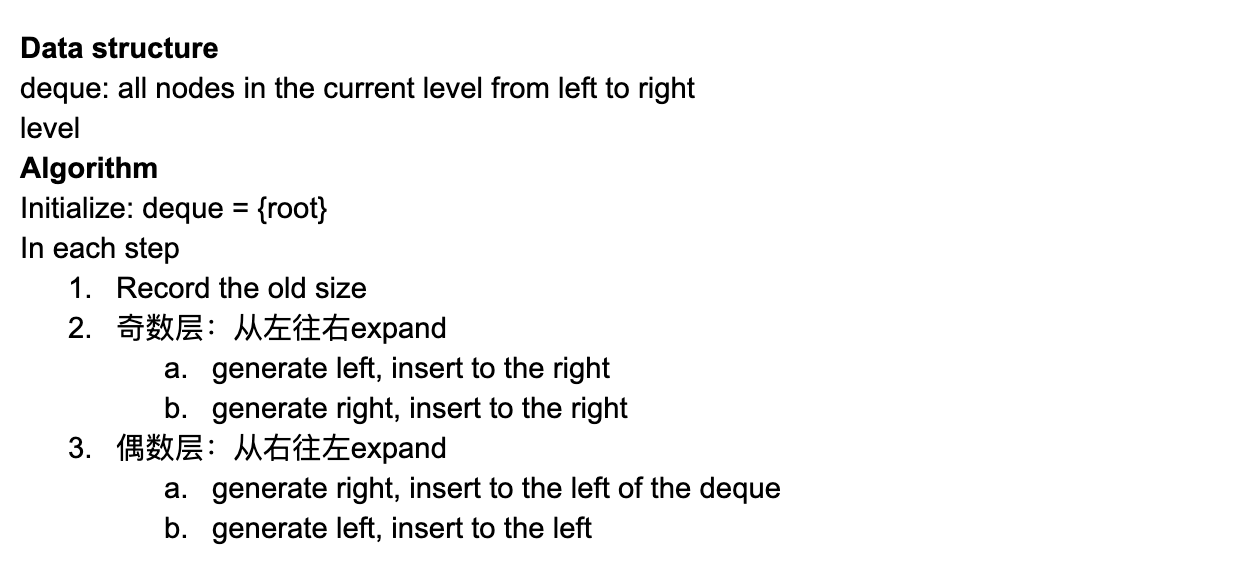 Data structure
deque: all nodes in the current level from left to right
level
Algorithm
Initialize: deque = {root}
In each step
1. Record the old size
2. 奇数层：从左往右expand
a. generate left, insert to the right
b. generate right, insert to the right
3. 偶数层：从右往左expand
a. generate right, insert to the left of the deque
b. generate left, insert to the left